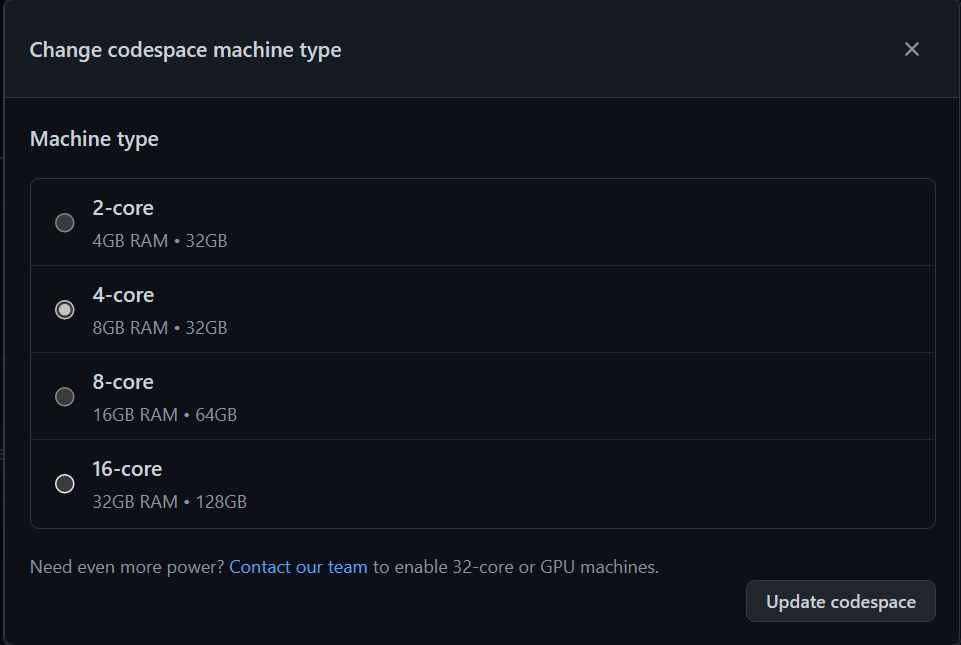 Change codespace machine type
Machine type
2-core
4GB RAM • 32GB
4-core
8GB RAM • 32GB
8-core
16GB RAM • 64GB
16-core
32GB RAM • 128GB
Need even more power? Contact our team to enable 32-core or GPU machines.
Update codespace